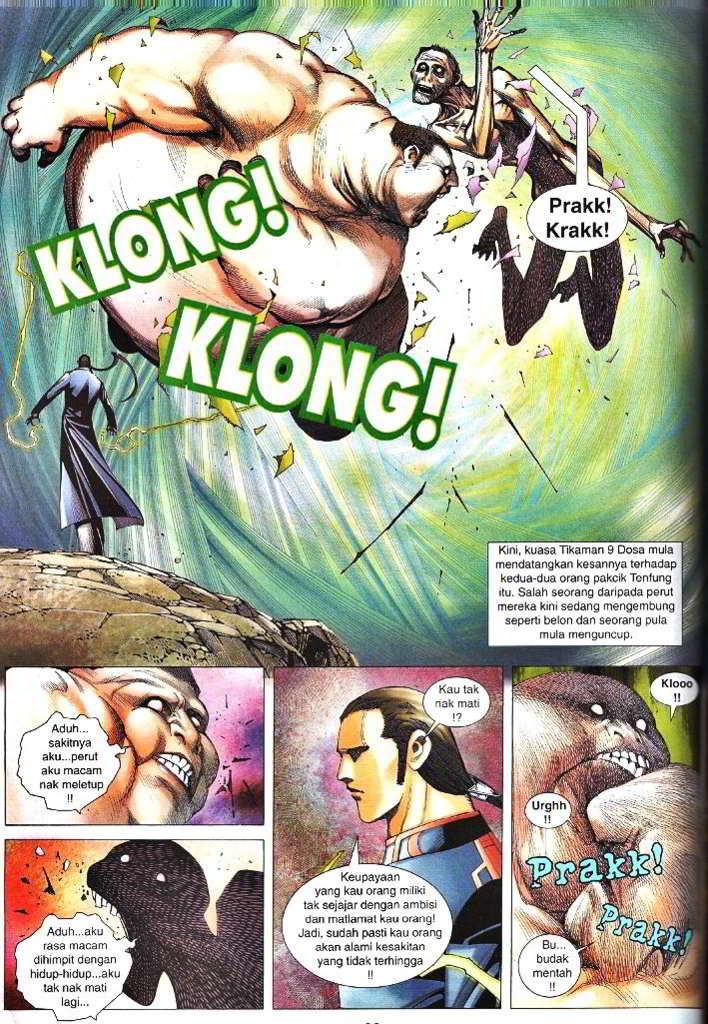 KLONG!
KLONG!
Prakk!
Krakk!
Kini, kuasa Tikaman 9 Dosa mula
mendatangkan kesannya terhadap
kedua-dua orang pakcik Tenfung
itu. Salah seorang daripada perut
mereka kini sedang mengembung
seperti belon dan seorang pula
mula menguncup.
Aduh...
sakitnya
aku...perut
aku macam
nak meletup
!!
Aduh...aku
rasa macam
dihimpit dengan
hidup-hidup...aku
tak nak mati
lagi...
Kau tak
nak mati
!?
Keupayaan
yang kau orang miliki
tak sejajar dengan ambisi
dan matlamat kau orang!
Jadi, sudah pasti kau orang
akan alami kesakitan
yang tidak terhingga
!!
Klooo
!!
Urghh
!!
Prakk!
Prakk!
Bu...
budak
mentah
!!